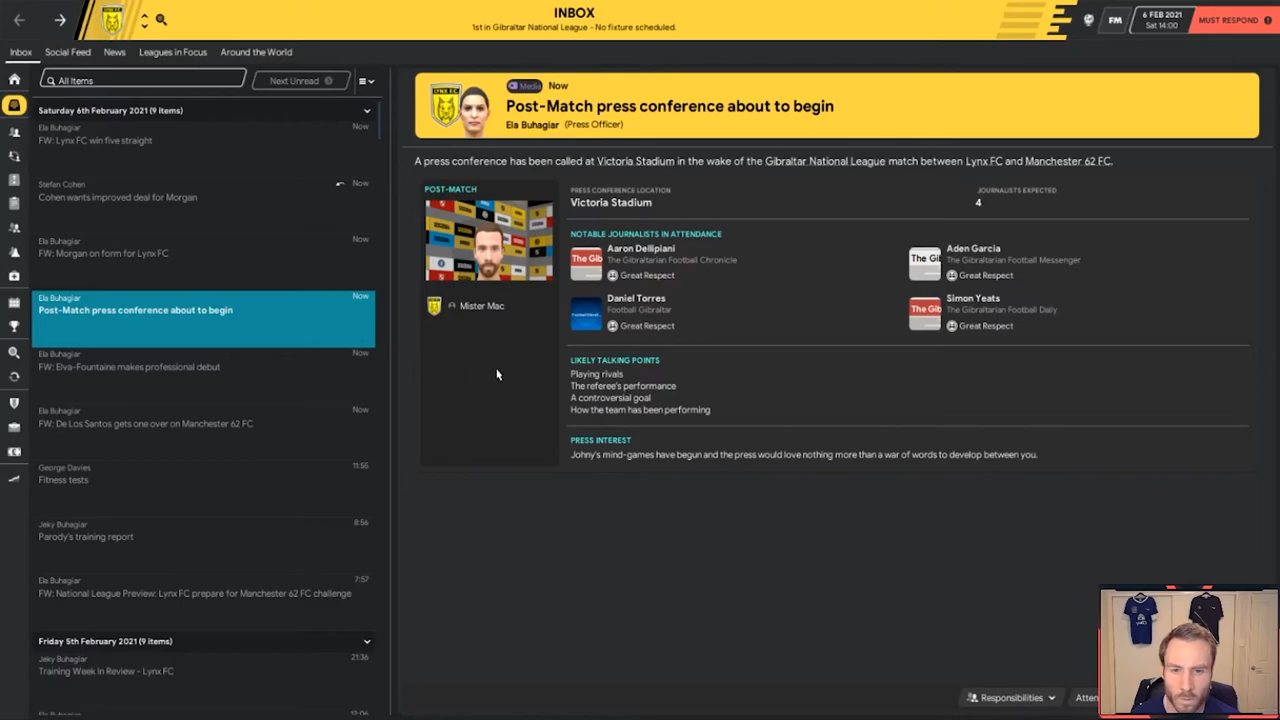 INBOX
1st in Gibraltar National League - No fixture scheduled.
FM
6 FEB 2021
Sat 14:00
MUST RESPOND
Inbox
Social Feed
News
Leagues in Focus
Around the World
All Items
Next Unread
Saturday 6th February 2021 (9 Items)
Ela Buhagiar
Now
FW: Lynx FC win five straight
Stefan Cohen
Now
Cohen wants improved deal for Morgan
Ela Buhagiar
Now
FW: Morgan on form for Lynx FC
Ela Buhagiar
Now
Post-Match press conference about to begin
Ela Buhagiar
Now
FW: Elva-Fountaine makes professional debut
Ela Buhagiar
Now
FW: De Los Santos gets one over on Manchester 62 FC
George Davies
11:55
Fitness tests
Jeky Buhagiar
8:56
Parody's training report
Ela Buhagiar
7:57
FW: National League Preview: Lynx FC prepare for Manchester 62 FC challenge
Friday 5th February 2021 (9 Items)
Jeky Buhagiar
21:36
Training Week In Review - Lynx FC
LYNX F.C.
Media
Now
Post-Match press conference about to begin
Ela Buhagiar (Press Officer)
A press conference has been called at Victoria Stadium in the wake of the Gibraltar National League match between Lynx FC and Manchester 62 FC.
POST-MATCH
Mister Mac
PRESS CONFERENCE LOCATION
Victoria Stadium
JOURNALISTS EXPECTED
4
NOTABLE JOURNALISTS IN ATTENDANCE
The Gib
Aaron Dellipiani
The Gibraltarian Football Chronicle
Great Respect
The Gi
Aden Garcia
The Gibraltarian Football Messenger
Great Respect
Football Gibraltar
Daniel Torres
Football Gibraltar
Great Respect
The Gib
Simon Yeats
The Gibraltarian Football Daily
Great Respect
LIKELY TALKING POINTS
Playing rivals
The referee's performance
A controversial goal
How the team has been performing
PRESS INTEREST
Johny's mind-games have begun and the press would love nothing more than a war of words to develop between you.
Responsibilities
Atten